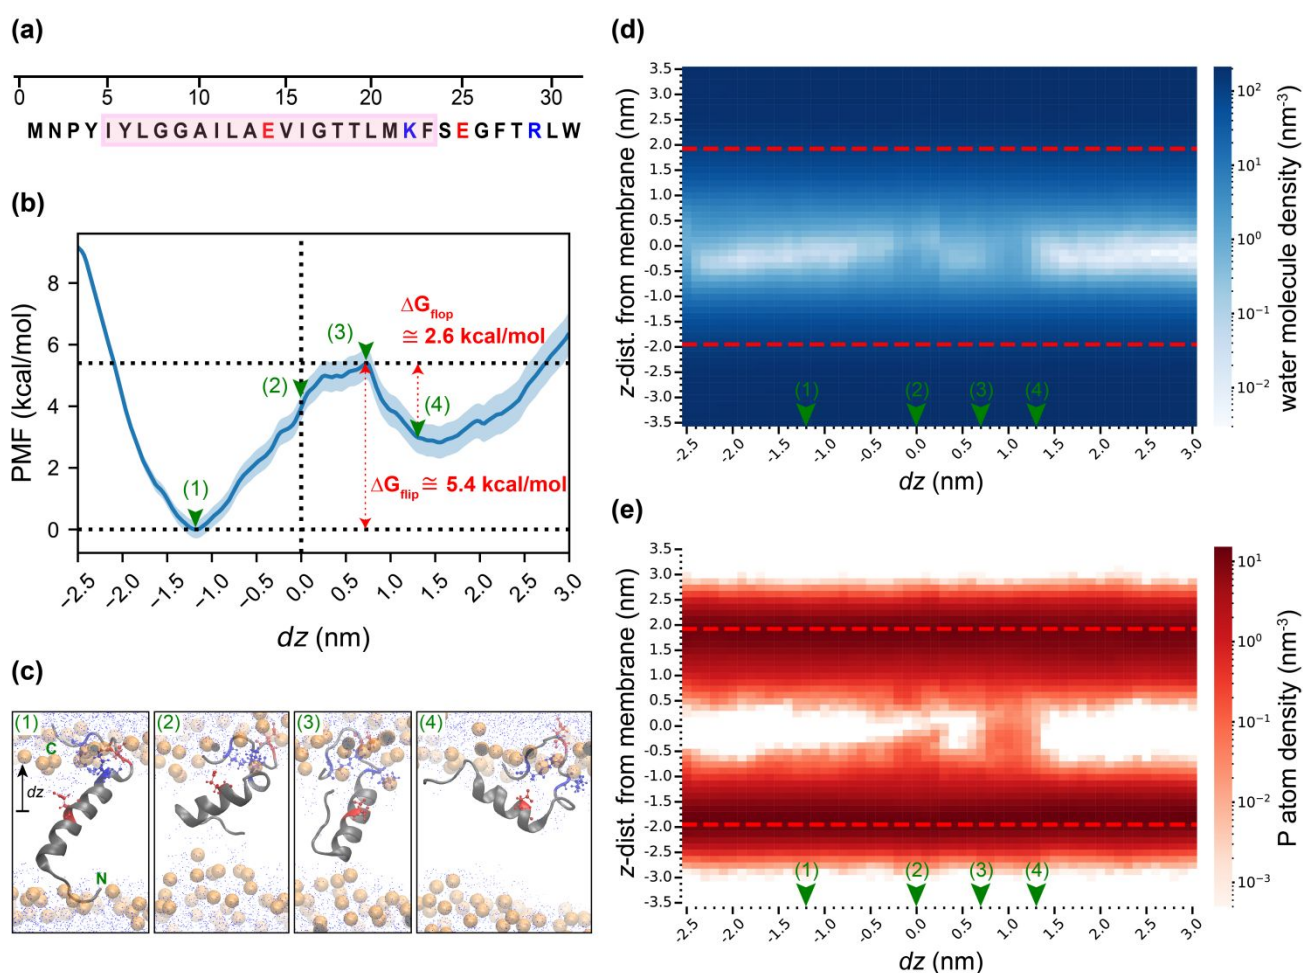 (a)
0 5 10 15 20 25 30
MNPYIYLGGAILAEVIGTTLMKFSEGFTRLW
(b)
PMF (kcal/mol)
8
6
4
2
0
ΔG_flop
≅ 2.6 kcal/mol
(3)
(2)
(4)
(1)
ΔG_flip ≅ 5.4 kcal/mol
−2.5 −2.0 −1.5 −1.0 −0.5 0.0 0.5 1.0 1.5 2.0 2.5 3.0
dz (nm)
(c)
(1) (2) (3) (4)
C
dz
N
(d)
z-dist. from membrane (nm)
3.5
3.0
2.5
2.0
1.5
1.0
0.5
0.0
-0.5
-1.0
-1.5
-2.0
-2.5
-3.0
-3.5
(1) (2) (3) (4)
-2.5 -2.0 -1.5 -1.0 -0.5 0.0 0.5 1.0 1.5 2.0 2.5 3.0
dz (nm)
10²
10¹
10⁰
10⁻¹
10⁻²
water molecule density (nm⁻³)
(e)
z-dist. from membrane (nm)
3.5
3.0
2.5
2.0
1.5
1.0
0.5
0.0
-0.5
-1.0
-1.5
-2.0
-2.5
-3.0
-3.5
(1) (2) (3) (4)
-2.5 -2.0 -1.5 -1.0 -0.5 0.0 0.5 1.0 1.5 2.0 2.5 3.0
dz (nm)
10¹
10⁰
10⁻¹
10⁻²
10⁻³
P atom density (nm⁻³)